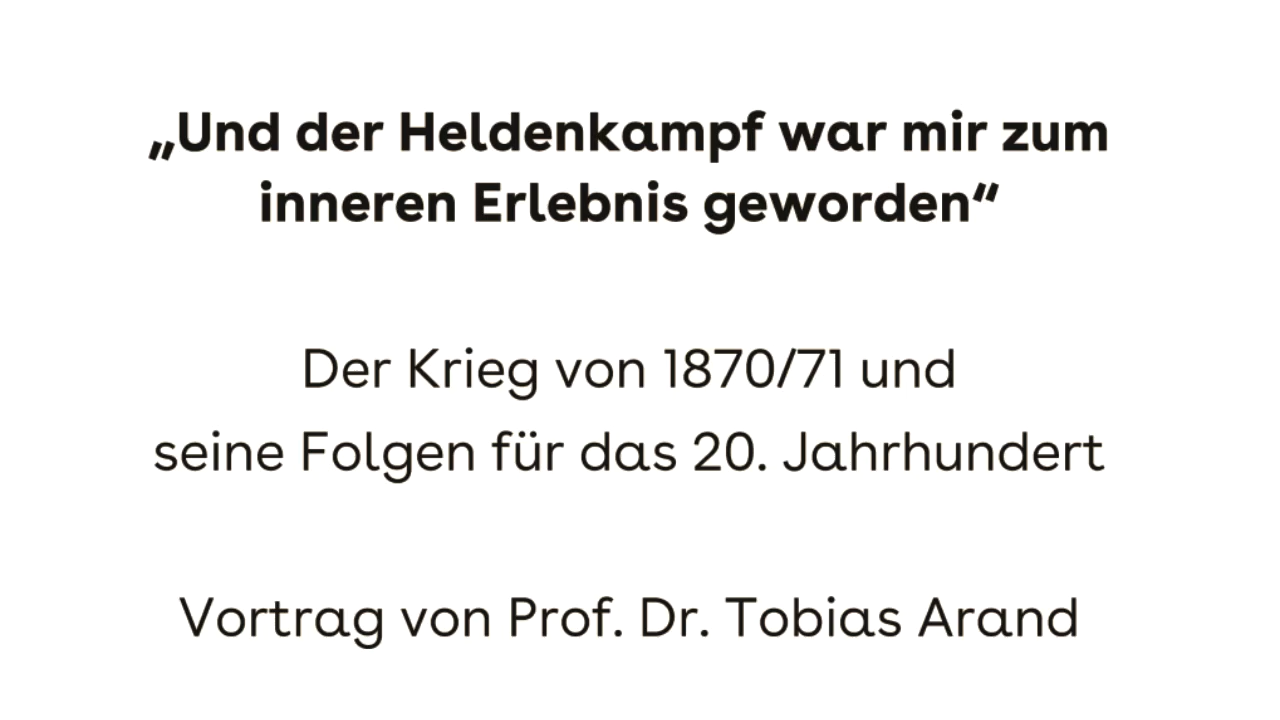 „Und der Heldenkampf war mir zum
inneren Erlebnis geworden“
Der Krieg von 1870/71 und
seine Folgen für das 20. Jahrhundert
Vortrag von Prof. Dr. Tobias Arand